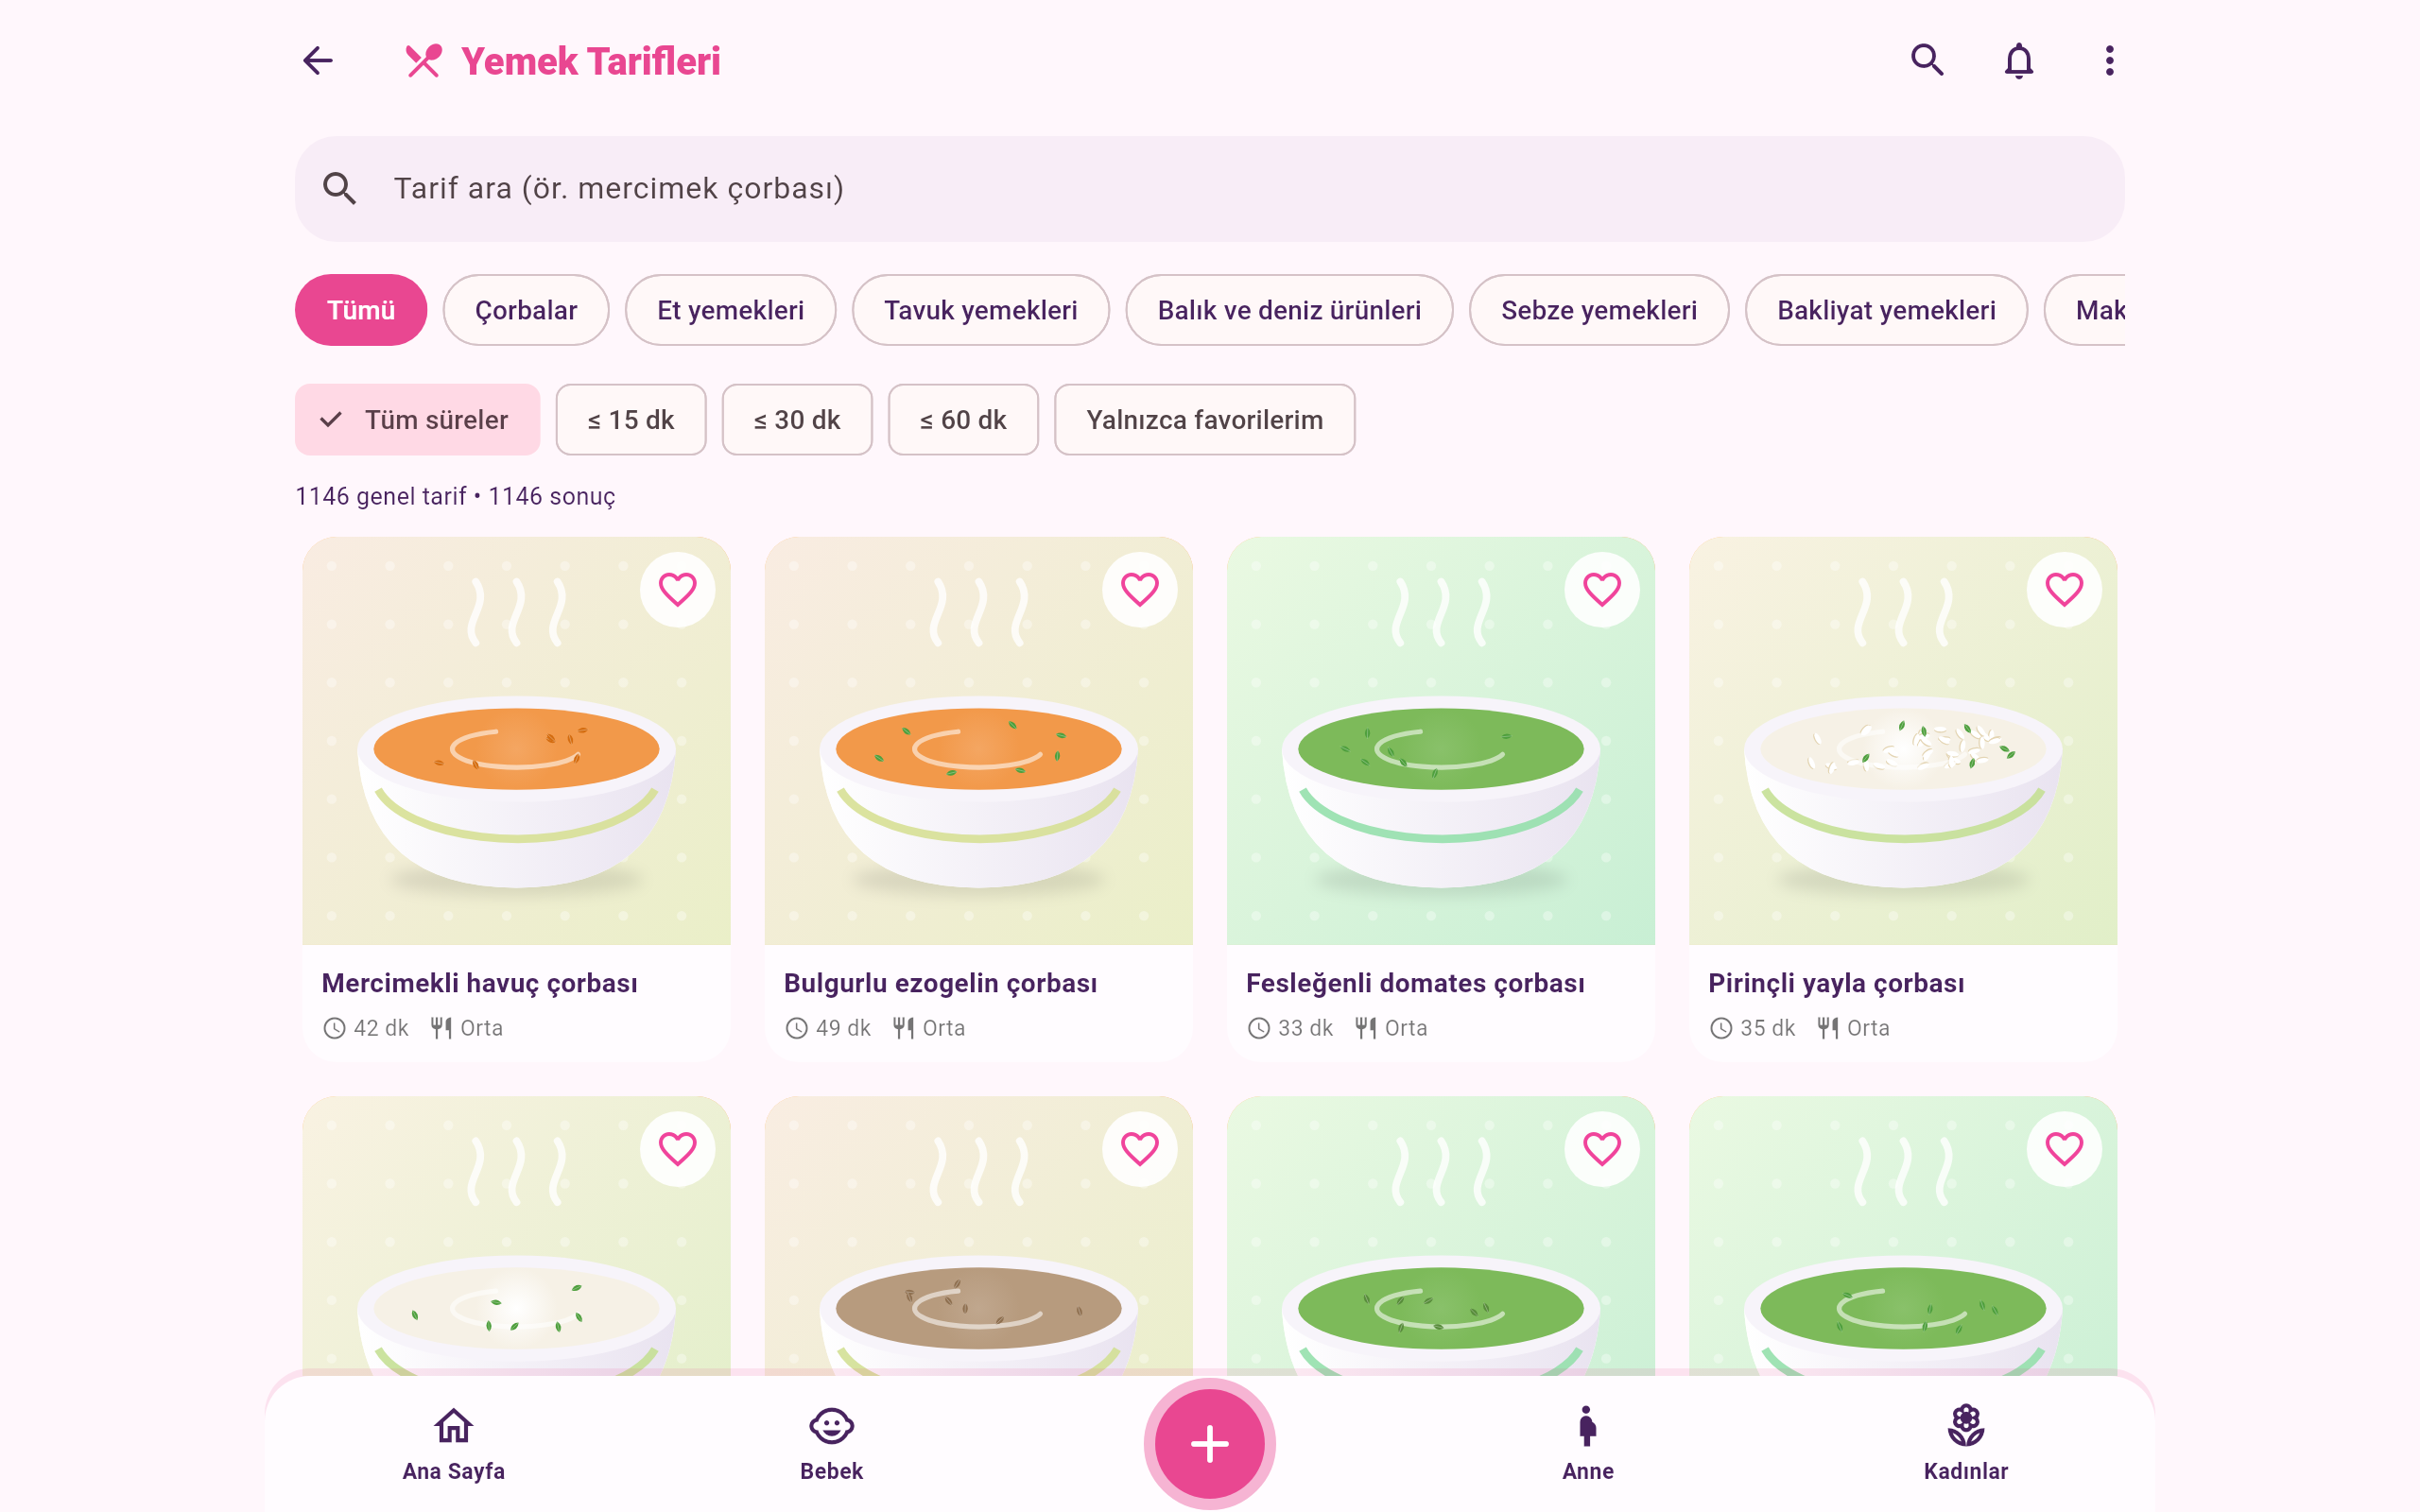 Yemek Tarifleri
Tarif ara (ör. mercimek çorbası)
Tümü Çorbalar Et yemekleri Tavuk yemekleri Balık ve deniz ürünleri Sebze yemekleri Bakliyat yemekleri Mak
Tüm süreler ≤ 15 dk ≤ 30 dk ≤ 60 dk Yalnızca favorilerim
1146 genel tarif • 1146 sonuç
Mercimekli havuç çorbası Bulgurlu ezogelin çorbası Fesleğenli domates çorbası Pirinçli yayla çorbası
42 dk Orta 49 dk Orta 33 dk Orta 35 dk Orta
Ana Sayfa Bebek Anne Kadınlar